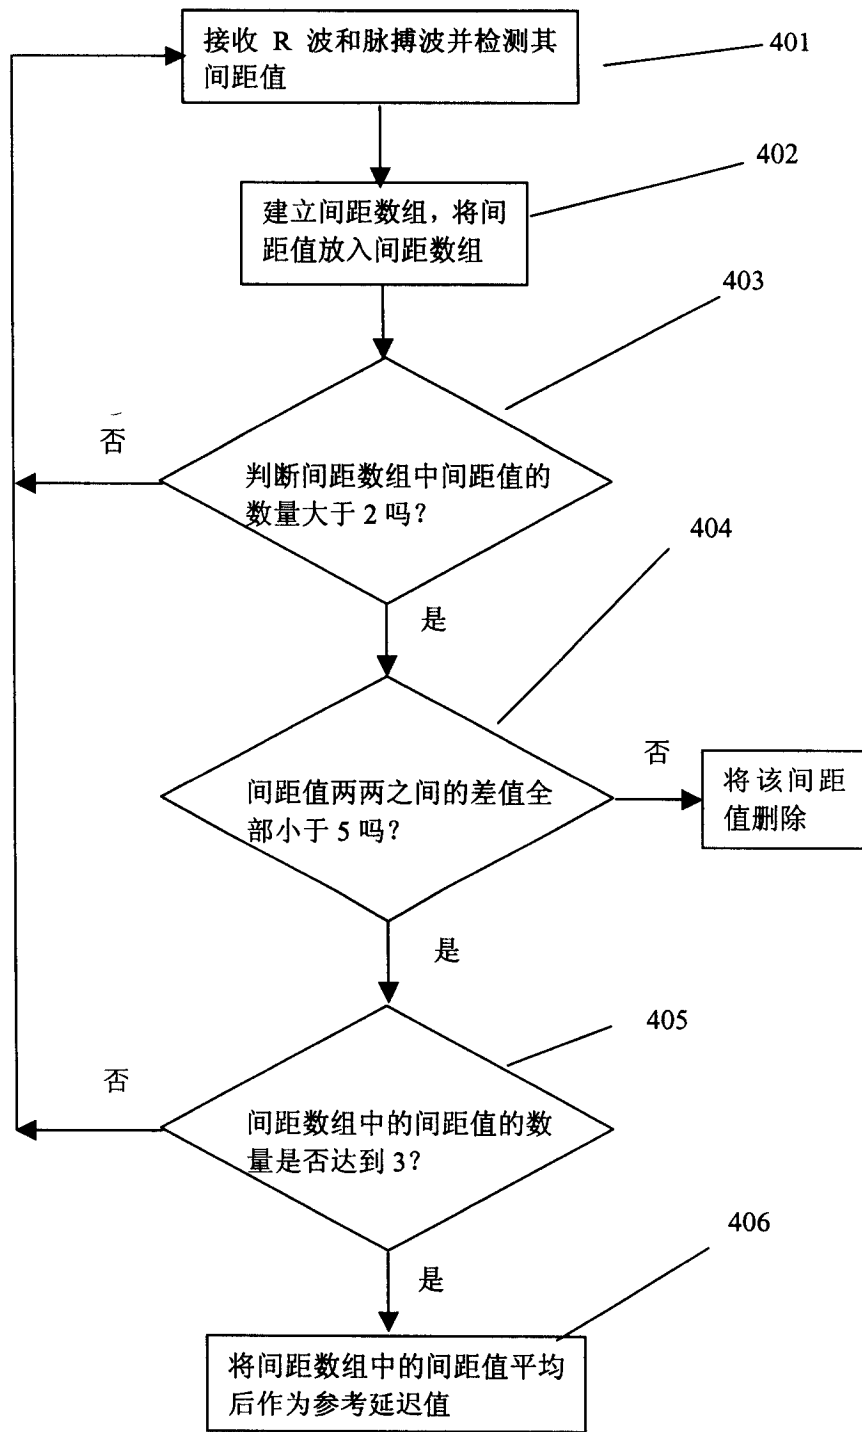 接收 R 波和脉搏波并检测其
间距值
401
402
建立间距数组，将间
距值放入间距数组
403
否
判断间距数组中间距值的
数量大于 2 吗？
404
是
否
将该间距
值删除
间距值两两之间的差值全
部小于 5 吗？
是
405
否
间距数组中的间距值的数
量是否达到 3？
406
是
将间距数组中的间距值平均
后作为参考延迟值